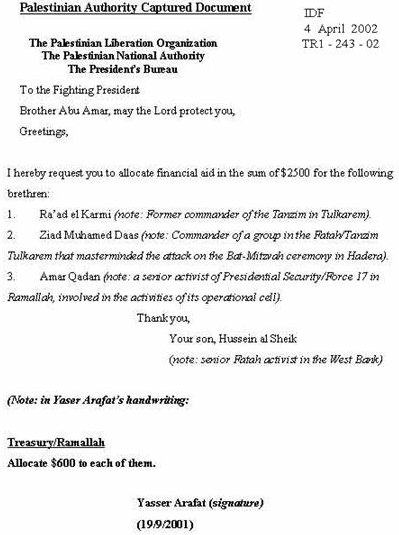 Palestinian Authority Captured Document
IDF
4 April 2002
TR1 - 243 - 02
The Palestinian Liberation Organization
The Palestinian National Authority
The President's Bureau
To the Fighting President
Brother Abu Amar, may the Lord protect you,
Greetings,
I hereby request you to allocate financial aid in the sum of $2500 for the following
brethren:
1. Ra'ad el Karmi (note: Former commander of the Tanzim in Tulkarem).
2. Ziad Muhamed Daas (note: Commander of a group in the Fatah/Tanzim
Tulkarem that masterminded the attack on the Bat-Mitzvah ceremony in Hadera).
3. Amar Qadan (note: a senior activist of Presidential Security/Force 17 in
Ramallah, involved in the activities of its operational cell).
Thank you,
Your son, Hussein al Sheik
(note: senior Fatah activist in the West Bank)
(Note: in Yaser Arafat's handwriting:
Treasury/Ramallah
Allocate $600 to each of them.
Yasser Arafat (signature)
(19/9/2001)